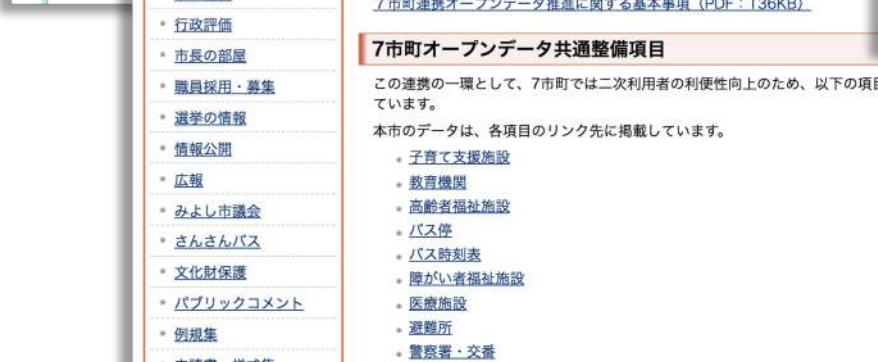 行政評価
市長の部屋
職員採用・募集
選挙の情報
情報公開
広報
みよし市議会
さんさんバス
文化財保護
パブリックコメント
例規集
7市町連携オープンデータ推進に関する基本事項（PDF：136KB）
7市町オープンデータ共通整備項目
この連携の一環として、7市町では二次利用者の利便性向上のため、以下の項目
ています。
本市のデータは、各項目のリンク先に掲載しています。
子育て支援施設
教育機関
高齢者福祉施設
バス停
バス時刻表
障がい者福祉施設
医療施設
避難所
警察署・交番